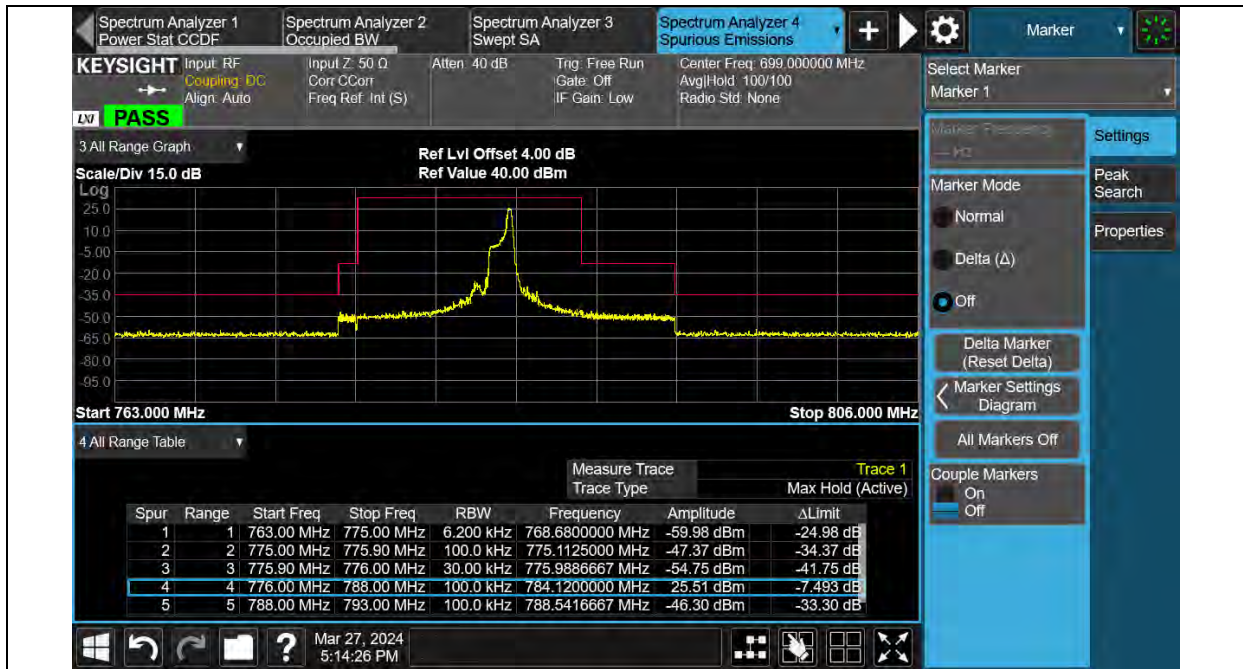 Spectrum Analyzer 1
Power Stat CCDF
Spectrum Analyzer 2
Occupied BW
Spectrum Analyzer 3
Swept SA
Spectrum Analyzer 4
Spurious Emissions
Marker
KEYSIGHT
Input: RF
Coupling: DC
Align: Auto
Input Z: 50 Ω
Corr CCorr
Freq Ref: Int (S)
Atten: 40 dB
Trig: Free Run
Gate: Off
IF Gain: Low
Center Freq: 699.000000 MHz
Avg|Hold: 100/100
Radio Std: None
LXI PASS
Select Marker
Marker 1
Marker Frequency
--- Hz
Settings
Peak Search
Properties
Marker Mode
Normal
Delta (Δ)
Off
Delta Marker
(Reset Delta)
Marker Settings
Diagram
All Markers Off
Couple Markers
On
Off
3 All Range Graph
Scale/Div 15.0 dB
Ref Lvl Offset 4.00 dB
Ref Value 40.00 dBm
Log
25.0
10.0
-5.00
-20.0
-35.0
-50.0
-65.0
-80.0
-95.0
Start 763.000 MHz
Stop 806.000 MHz
4 All Range Table
Measure Trace Trace 1
Trace Type Max Hold (Active)
Spur Range Start Freq Stop Freq RBW Frequency Amplitude ΔLimit
1 1 763.00 MHz 775.00 MHz 6.200 kHz 768.6800000 MHz -59.98 dBm -24.98 dB
2 2 775.00 MHz 775.90 MHz 100.0 kHz 775.1125000 MHz -47.37 dBm -34.37 dB
3 3 775.90 MHz 776.00 MHz 30.00 kHz 775.9886667 MHz -54.75 dBm -41.75 dB
4 4 776.00 MHz 788.00 MHz 100.0 kHz 784.1200000 MHz 25.51 dBm -7.493 dB
5 5 788.00 MHz 793.00 MHz 100.0 kHz 788.5416667 MHz -46.30 dBm -33.30 dB
?
Mar 27, 2024
5:14:26 PM